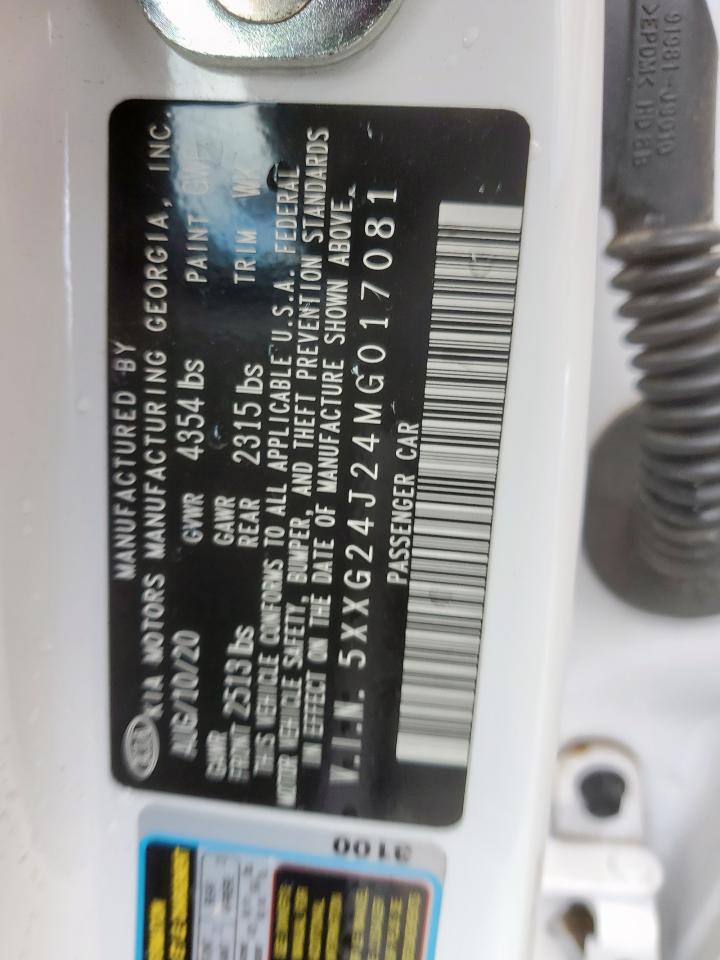 MANUFACTURED BY
KIA MOTORS MANUFACTURING GEORGIA, INC.
AUG/10/20 GVWR 4354 lbs PAINT
GAWR FRONT 2513 lbs GAWR REAR 2315 lbs TRIM WK
THIS VEHICLE CONFORMS TO ALL APPLICABLE U.S.A. FEDERAL
MOTOR VEHICLE SAFETY, BUMPER, AND THEFT PREVENTION STANDARDS
IN EFFECT ON THE DATE OF MANUFACTURE SHOWN ABOVE.
V.I.N. 5XXG24J24MG017081
PASSENGER CAR
3100
91981-
>EPDM<